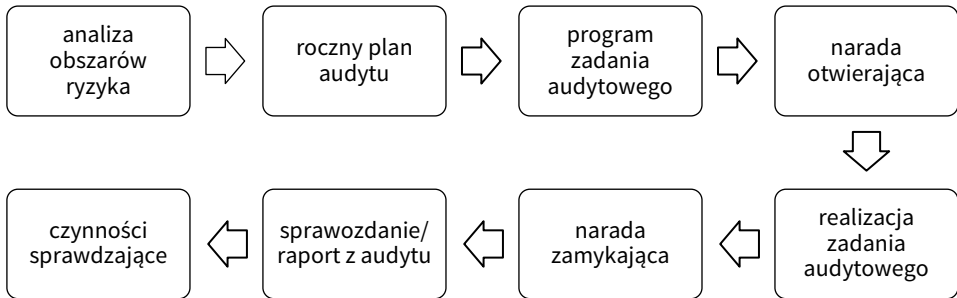 analiza
obszarów
ryzyka
roczny plan
audytu
program
zadania
audytowego
narada
otwierająca
realizacja
zadania
audytowego
narada
zamykająca
sprawozdanie/
raport z audytu
czynności
sprawdzające